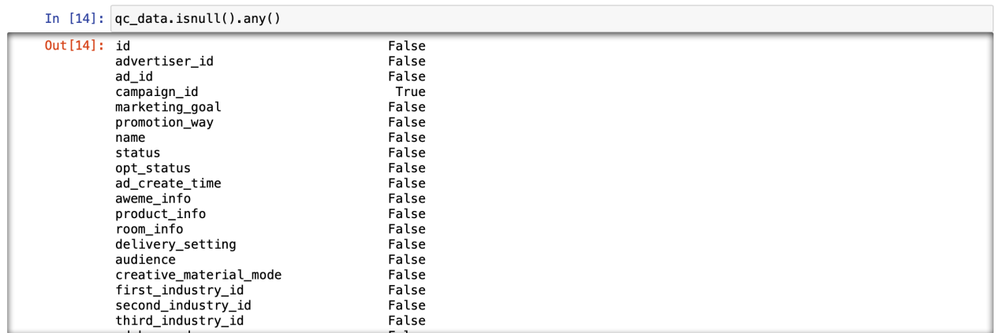 In [14]: qc_data.isnull().any()
Out[14]: id False
advertiser_id False
ad_id False
campaign_id True
marketing_goal False
promotion_way False
name False
status False
opt_status False
ad_create_time False
aweme_info False
product_info False
room_info False
delivery_setting False
audience False
creative_material_mode False
first_industry_id False
second_industry_id False
third_industry_id False